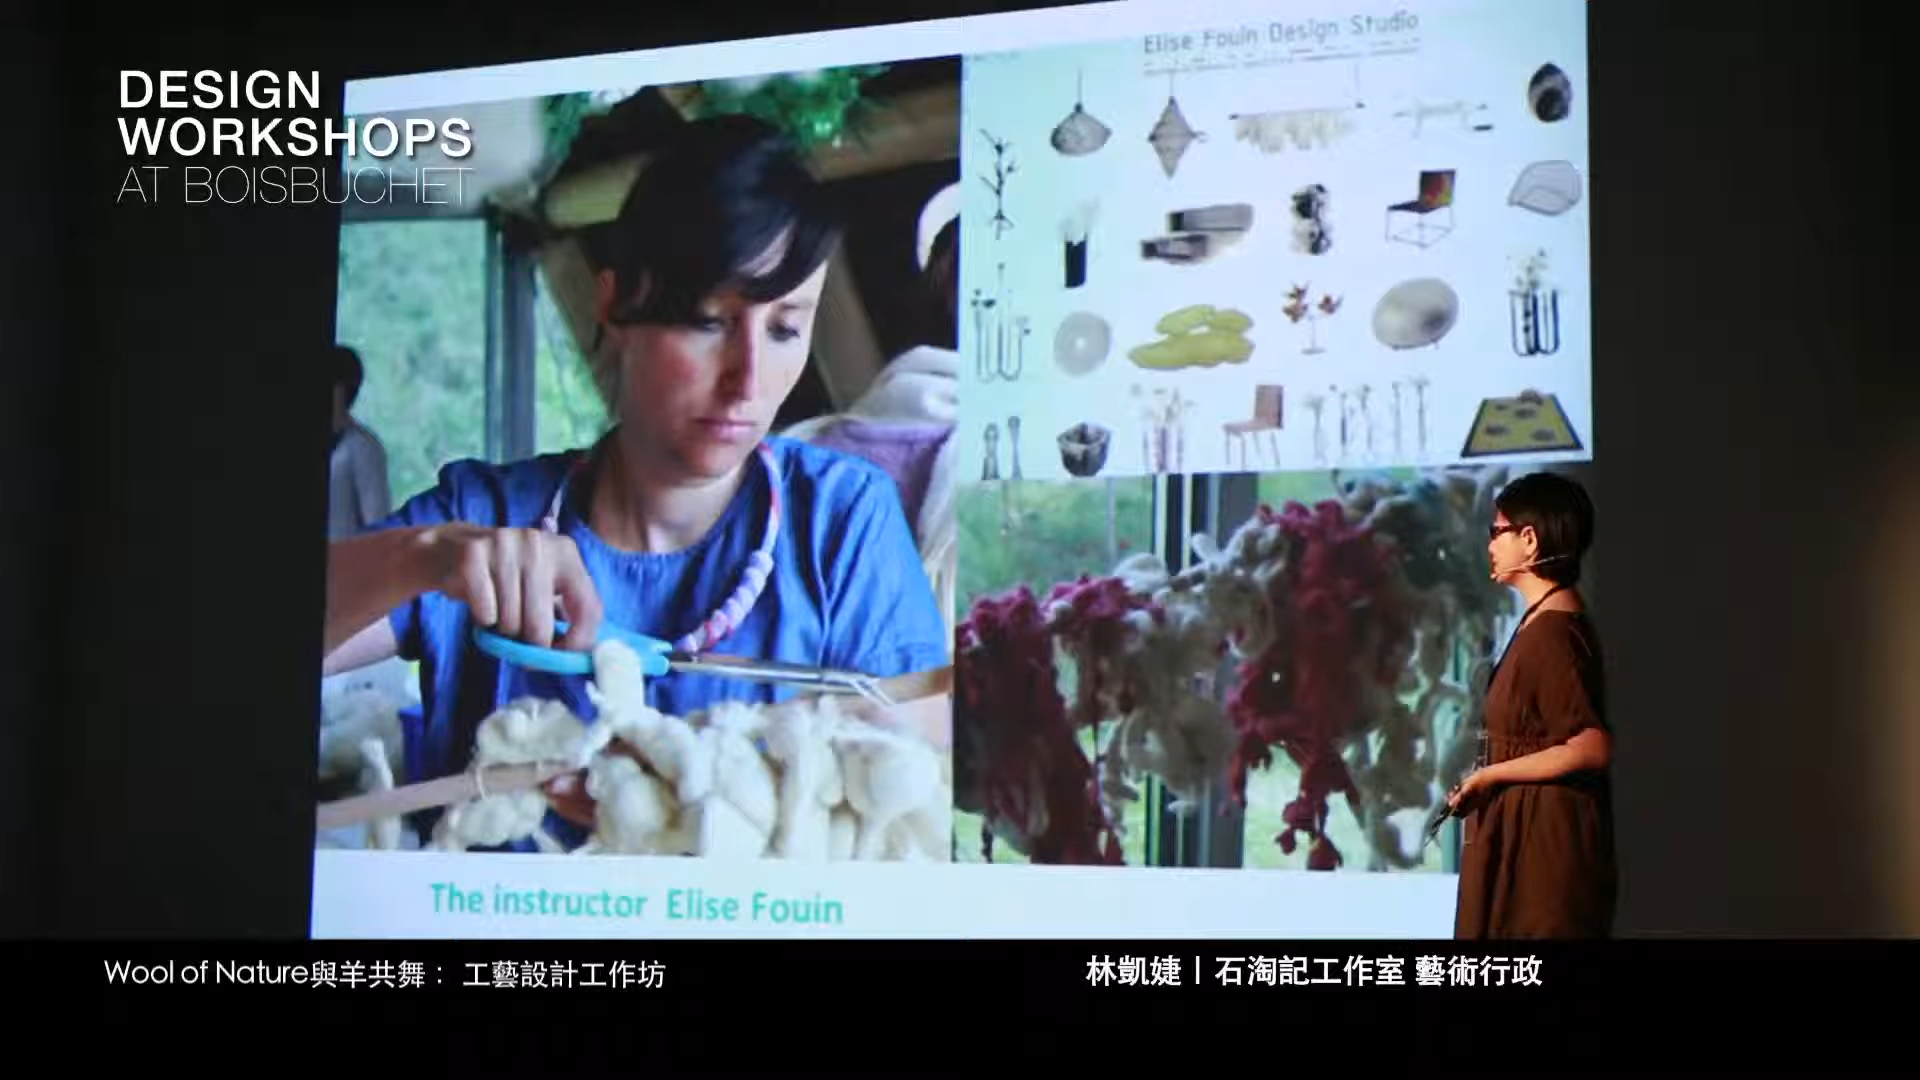 DESIGN
WORKSHOPS
AT BOISBUCHET
Elise Fouin Design Studio
The instructor Elise Fouin
Wool of Nature與羊共舞： 工藝設計工作坊
林凱婕 | 石淘記工作室 藝術行政